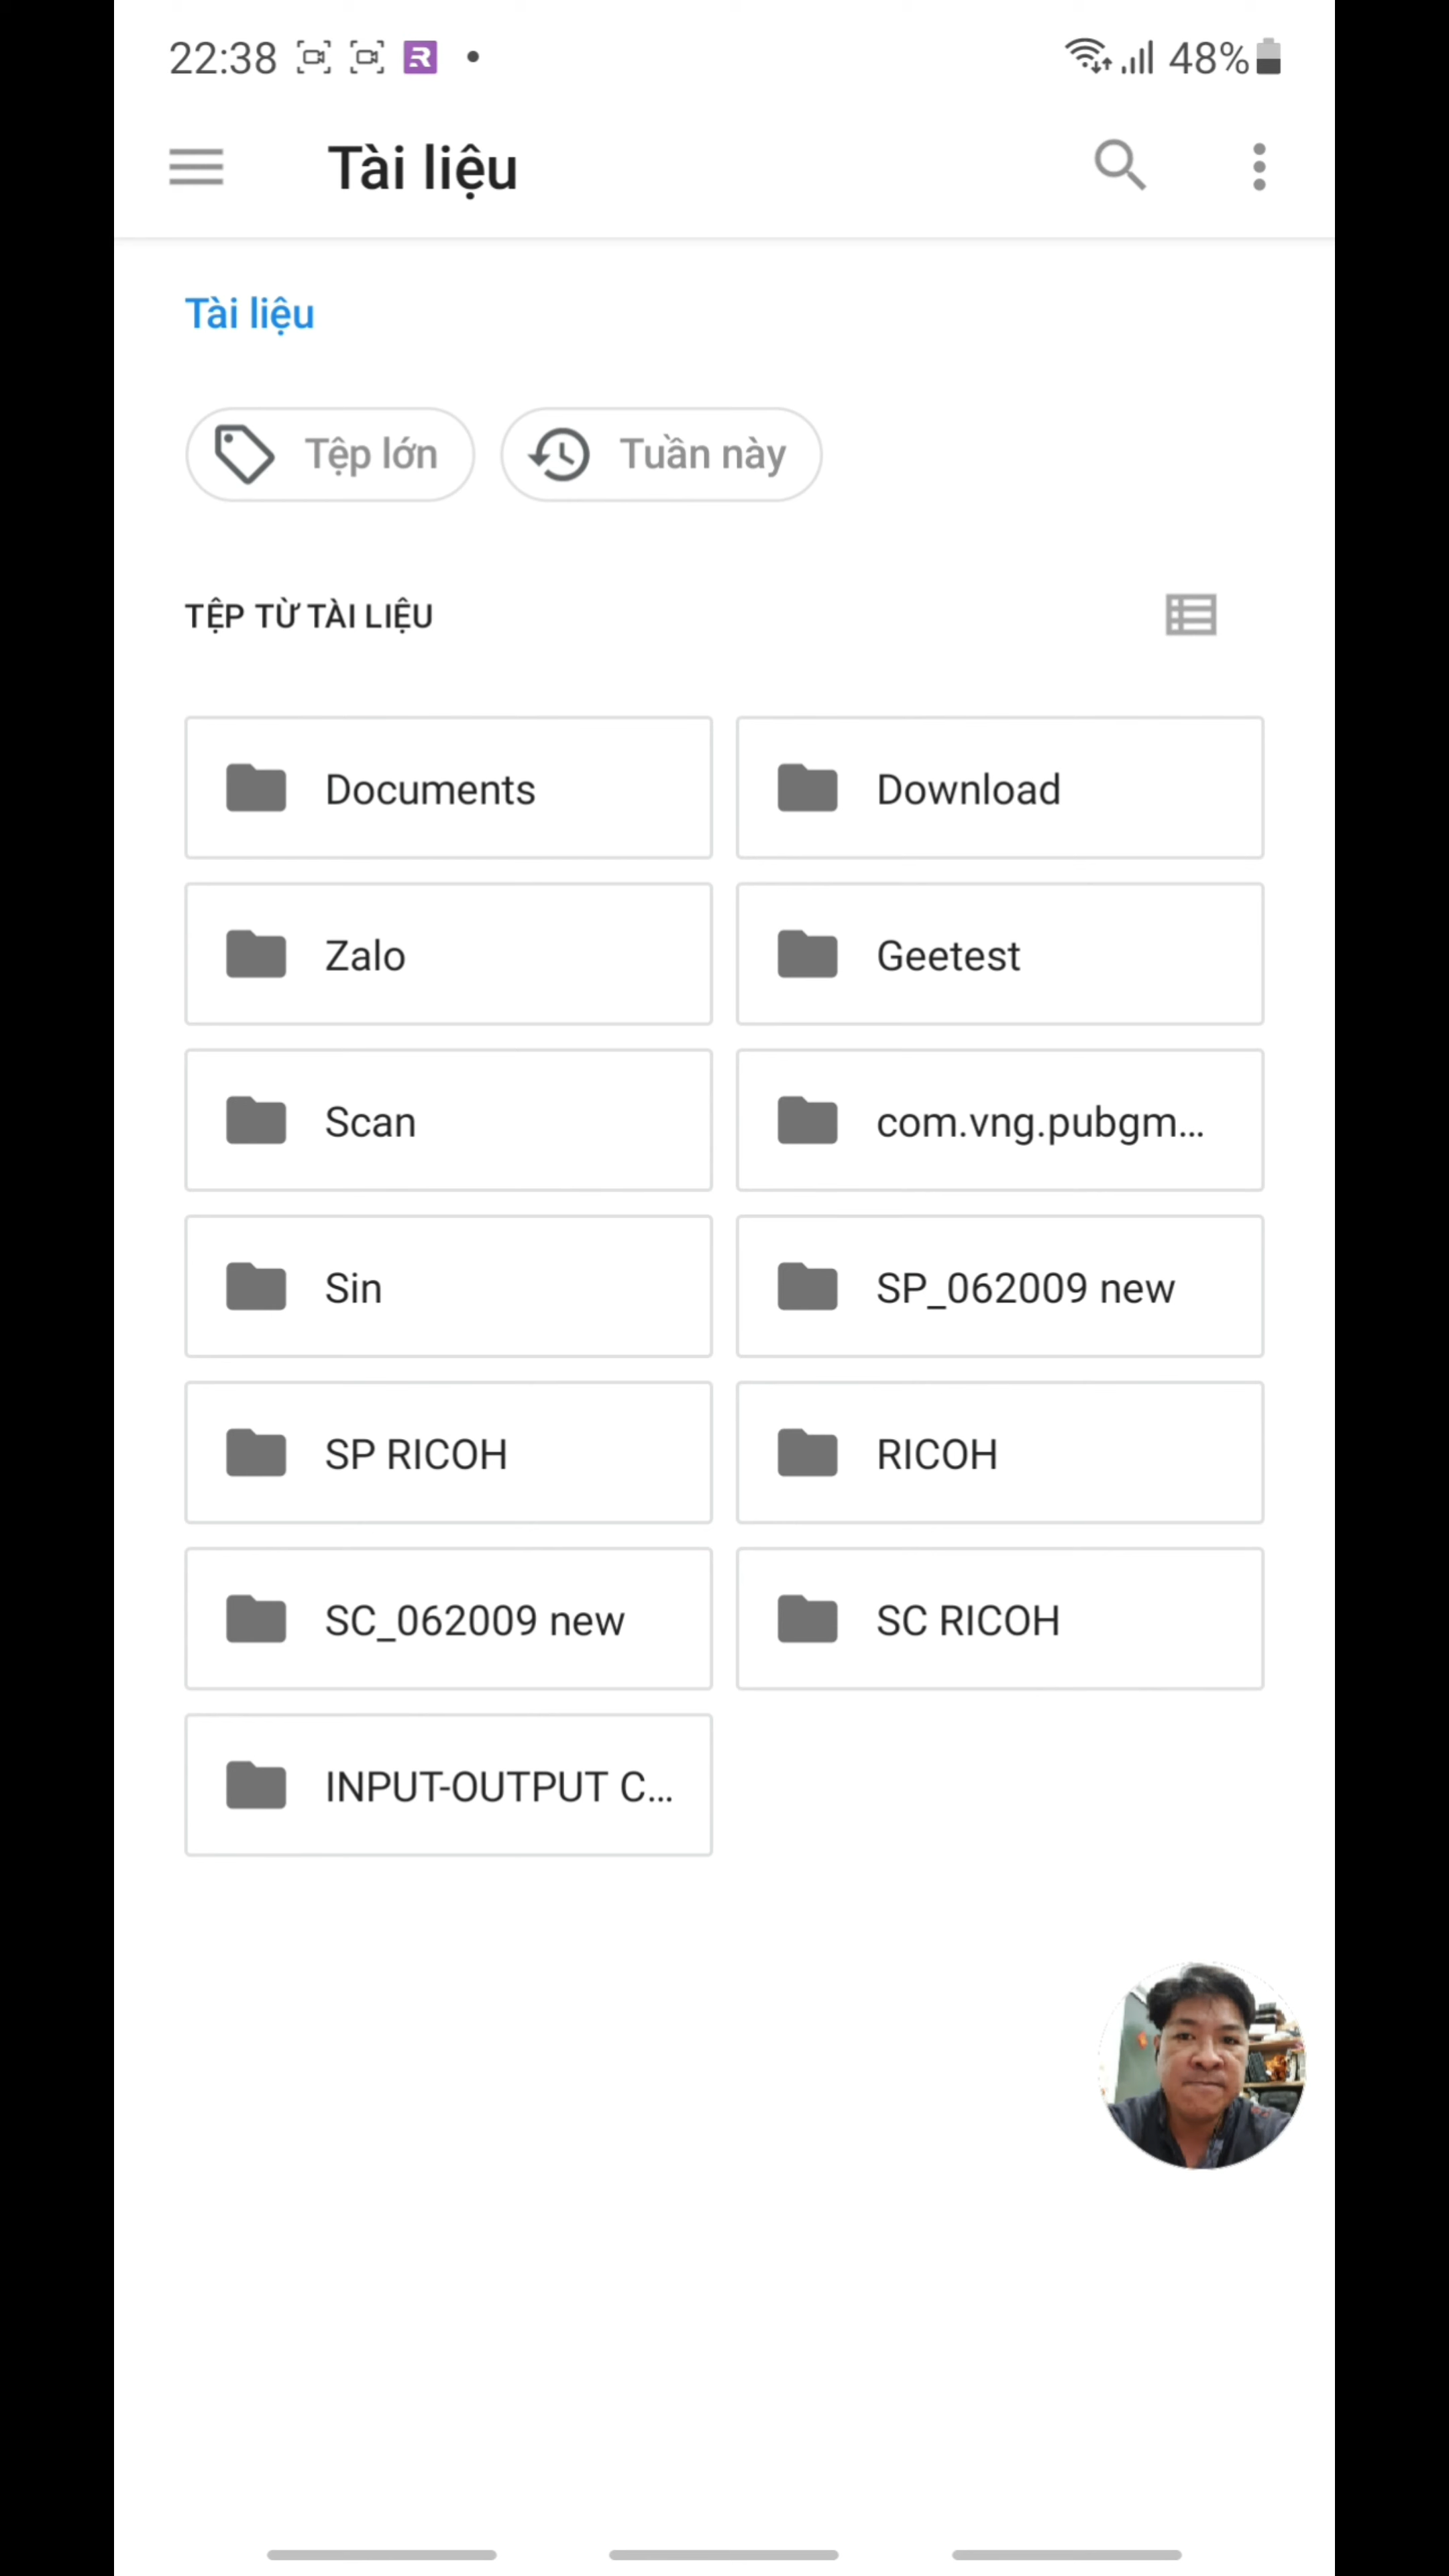 22:38
48%
Tài liệu
Tài liệu
Tệp lớn
Tuần này
TỆP TỪ TÀI LIỆU
Documents
Download
Zalo
Geetest
Scan
com.vng.pubgm...
Sin
SP_062009 new
SP RICOH
RICOH
SC_062009 new
SC RICOH
INPUT-OUTPUT C...